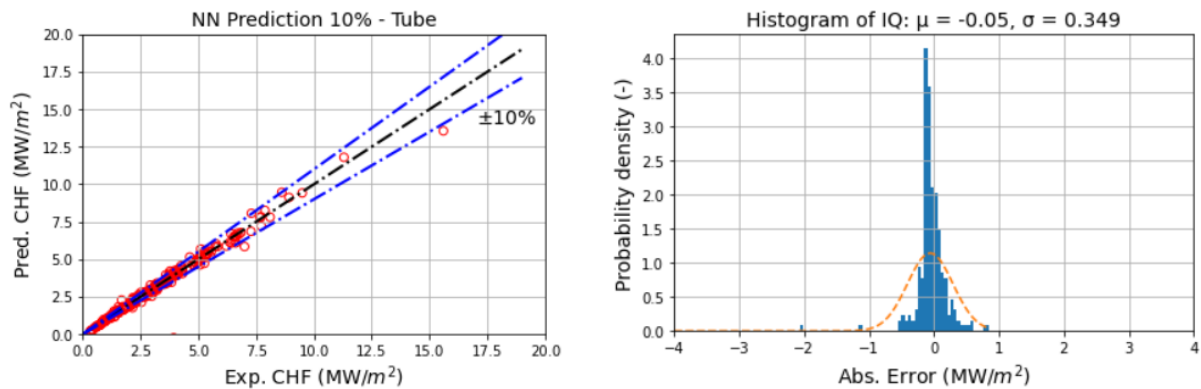 NN Prediction 10% - Tube
20.0
17.5
15.0
12.5
10.0
7.5
5.0
2.5
0.0
Pred. CHF (MW/m²)
±10%
0.0 2.5 5.0 7.5 10.0 12.5 15.0 17.5 20.0
Exp. CHF (MW/m²)
Histogram of IQ: μ = -0.05, σ = 0.349
4.0
3.5
3.0
2.5
2.0
1.5
1.0
0.5
0.0
Probability density (-)
−4 −3 −2 −1 0 1 2 3 4
Abs. Error (MW/m²)